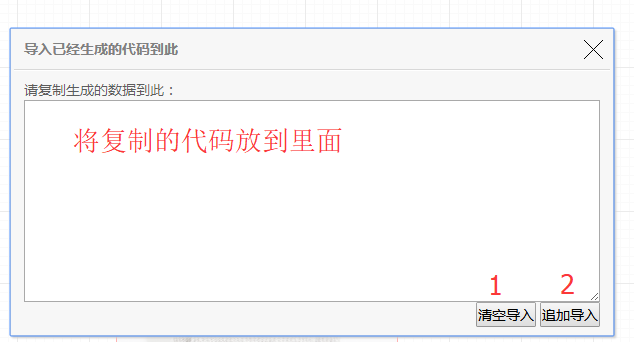 导入已经生成的代码到此
请复制生成的数据到此：
将复制的代码放到里面
1 2
清空导入 追加导入